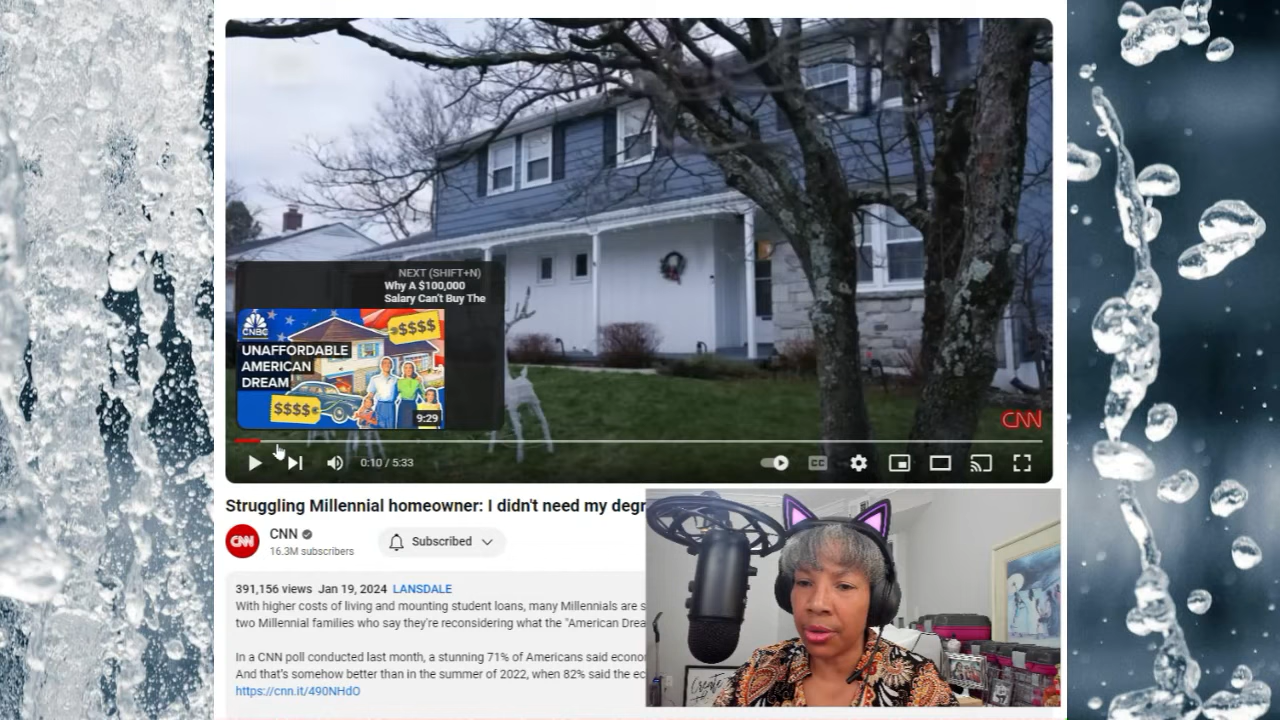 NEXT (SHIFT+N)
Why A $100,000
Salary Can't Buy The
CNBC
$$$$
UNAFFORDABLE
AMERICAN
DREAM
$$$$
9:29
CNN
0:10 / 5:33
CC
Struggling Millennial homeowner: I didn't need my degr
CNN
CNN
16.3M subscribers
Subscribed
391,156 views Jan 19, 2024 LANSDALE
With higher costs of living and mounting student loans, many Millennials are s
two Millennial families who say they're reconsidering what the "American Drea
In a CNN poll conducted last month, a stunning 71% of Americans said econo
And that's somehow better than in the summer of 2022, when 82% said the ec
https://cnn.it/490NHdO
Create